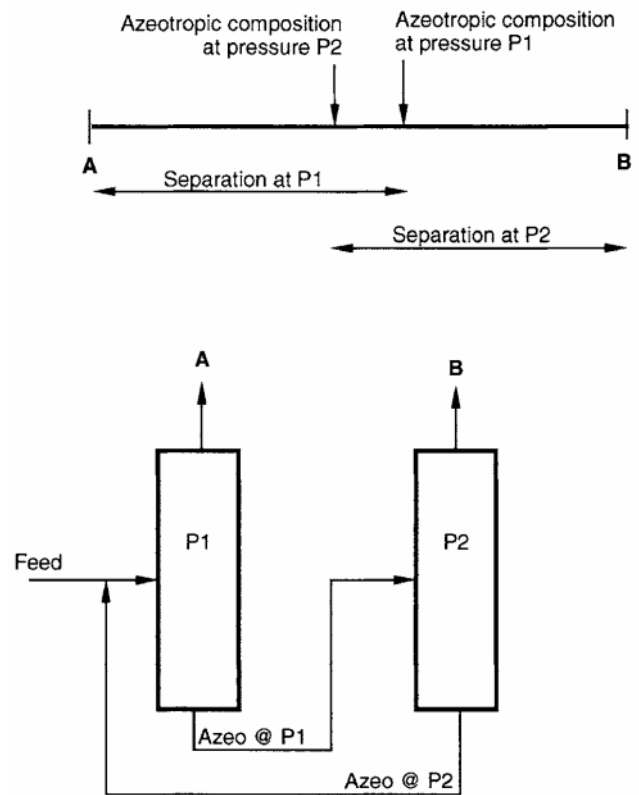 Azeotropic composition
at pressure P2
Azeotropic composition
at pressure P1
A
B
Separation at P1
Separation at P2
A
B
P1
P2
Feed
Azeo @ P1
Azeo @ P2